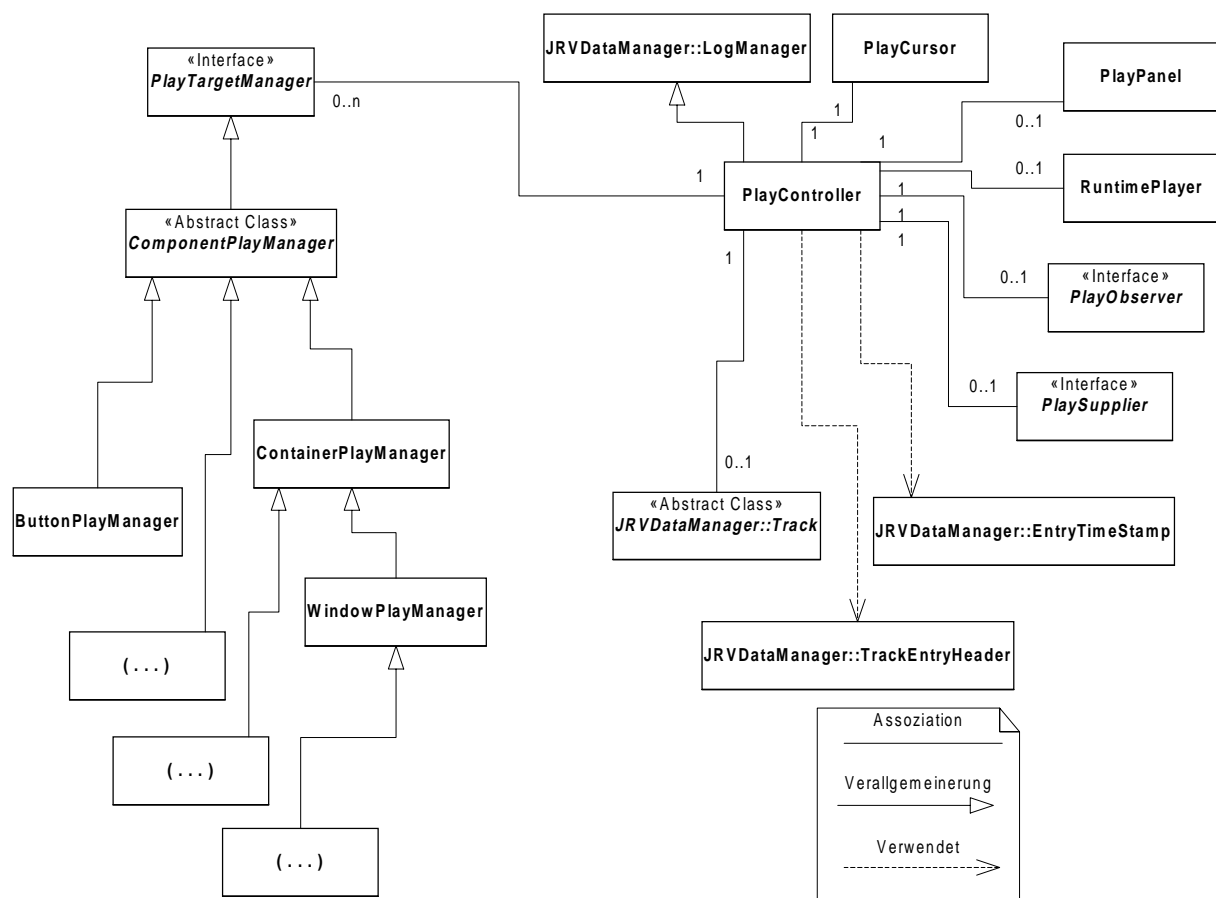 «Interface»
PlayTargetManager
0..n
JRVDataManager::LogManager
PlayCursor
PlayPanel
1
1
1
0..1
0..1
1
PlayController
RuntimePlayer
1
1
1
«Abstract Class»
ComponentPlayManager
1
0..1
«Interface»
PlayObserver
0..1
«Interface»
PlaySupplier
ContainerPlayManager
0..1
ButtonPlayManager
«Abstract Class»
JRVDataManager::Track
JRVDataManager::EntryTimeStamp
WindowPlayManager
(...)
JRVDataManager::TrackEntryHeader
(...)
(...)
Assoziation
Verallgemeinerung
Verwendet